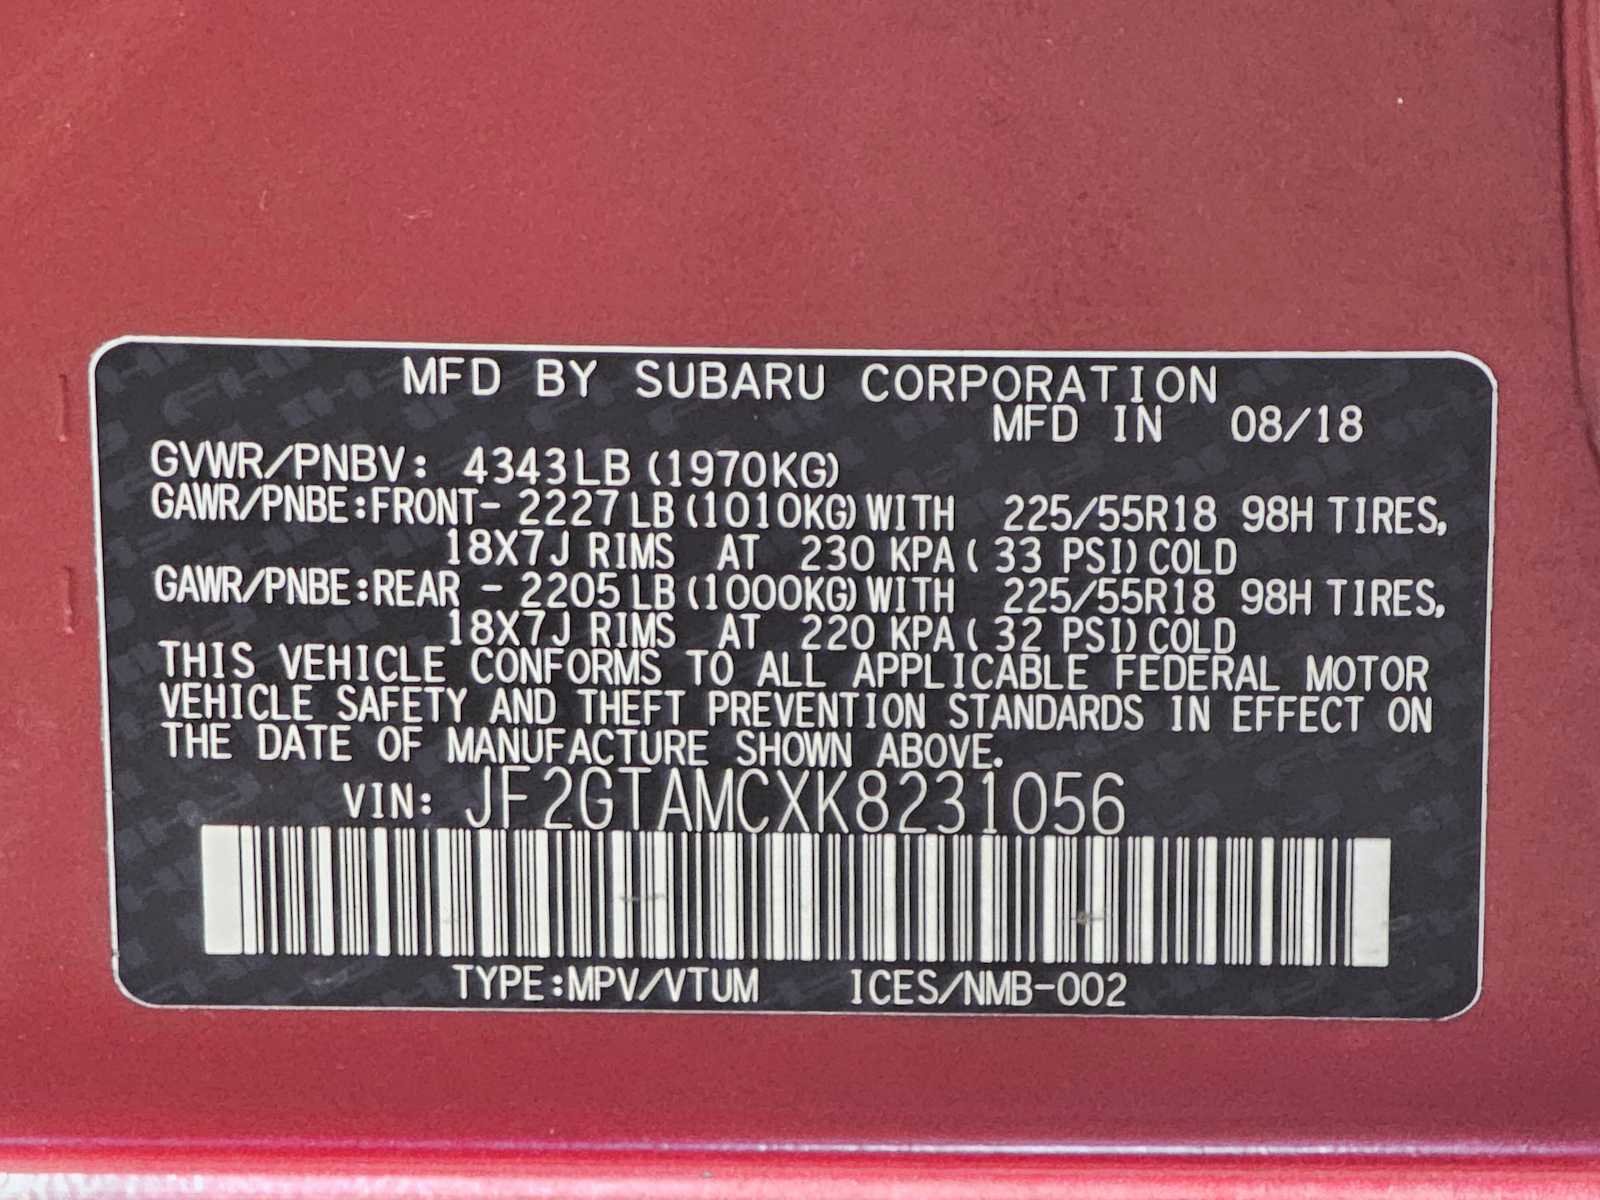 MFD BY SUBARU CORPORATION
MFD IN 08/18
GVWR/PNBV: 4343LB(1970KG)
GAWR/PNBE:FRONT- 2227LB(1010KG)WITH 225/55R18 98H TIRES,
18X7J RIMS AT 230 KPA( 33 PSI)COLD
GAWR/PNBE:REAR - 2205LB(1000KG)WITH 225/55R18 98H TIRES,
18X7J RIMS AT 220 KPA( 32 PSI)COLD
THIS VEHICLE CONFORMS TO ALL APPLICABLE FEDERAL MOTOR
VEHICLE SAFETY AND THEFT PREVENTION STANDARDS IN EFFECT ON
THE DATE OF MANUFACTURE SHOWN ABOVE.
VIN: JF2GTAMCXK8231056
TYPE:MPV/VTUM ICES/NMB-002